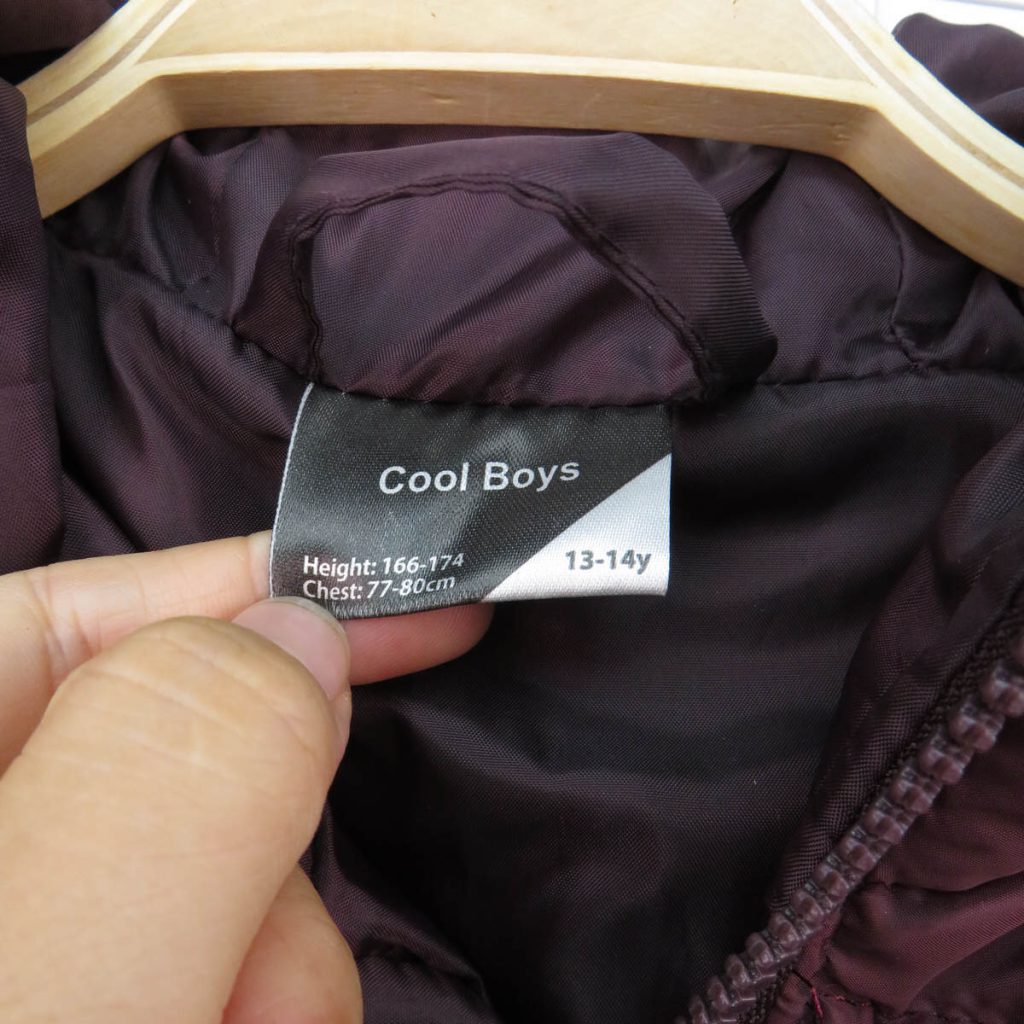 Cool Boys
Height: 166-174
Chest: 77-80cm
13-14y